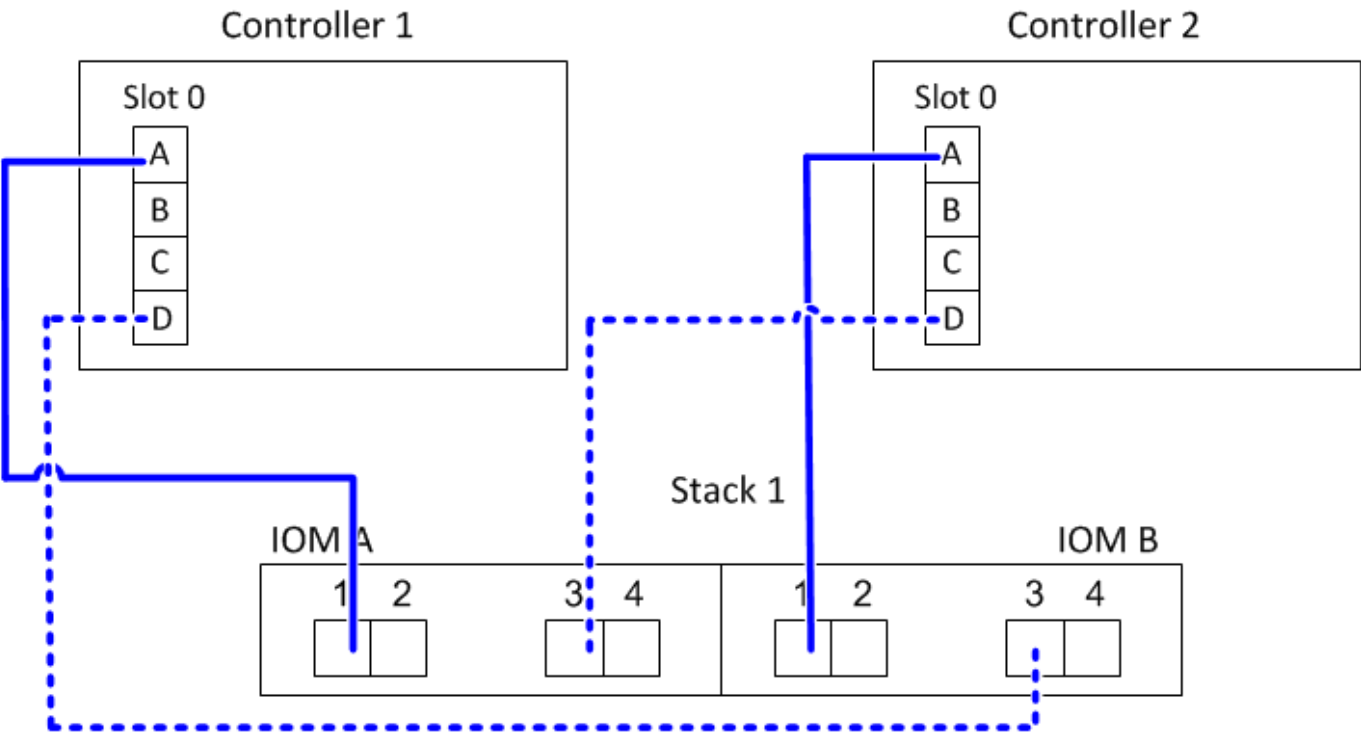 Controller 1
Controller 2
Slot 0
Slot 0
A
A
B
B
C
C
D
D
Stack 1
IOM A
IOM B
1 2 3 4 1 2 3 4